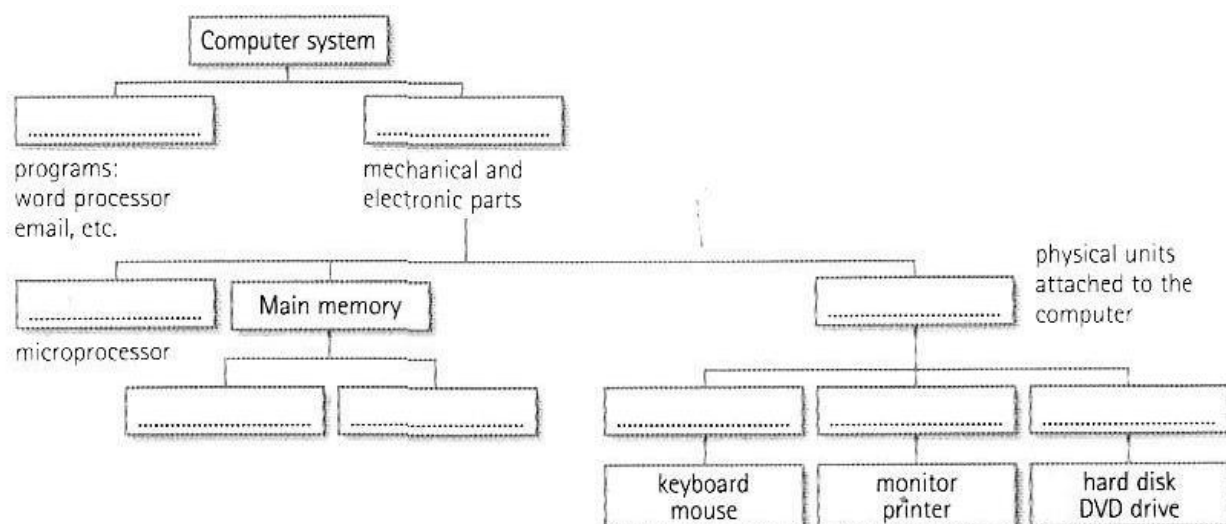 Computer system
programs:
word processor
email, etc.
mechanical and
electronic parts
Main memory
microprocessor
physical units
attached to the
computer
keyboard
mouse
monitor
printer
hard disk
DVD drive